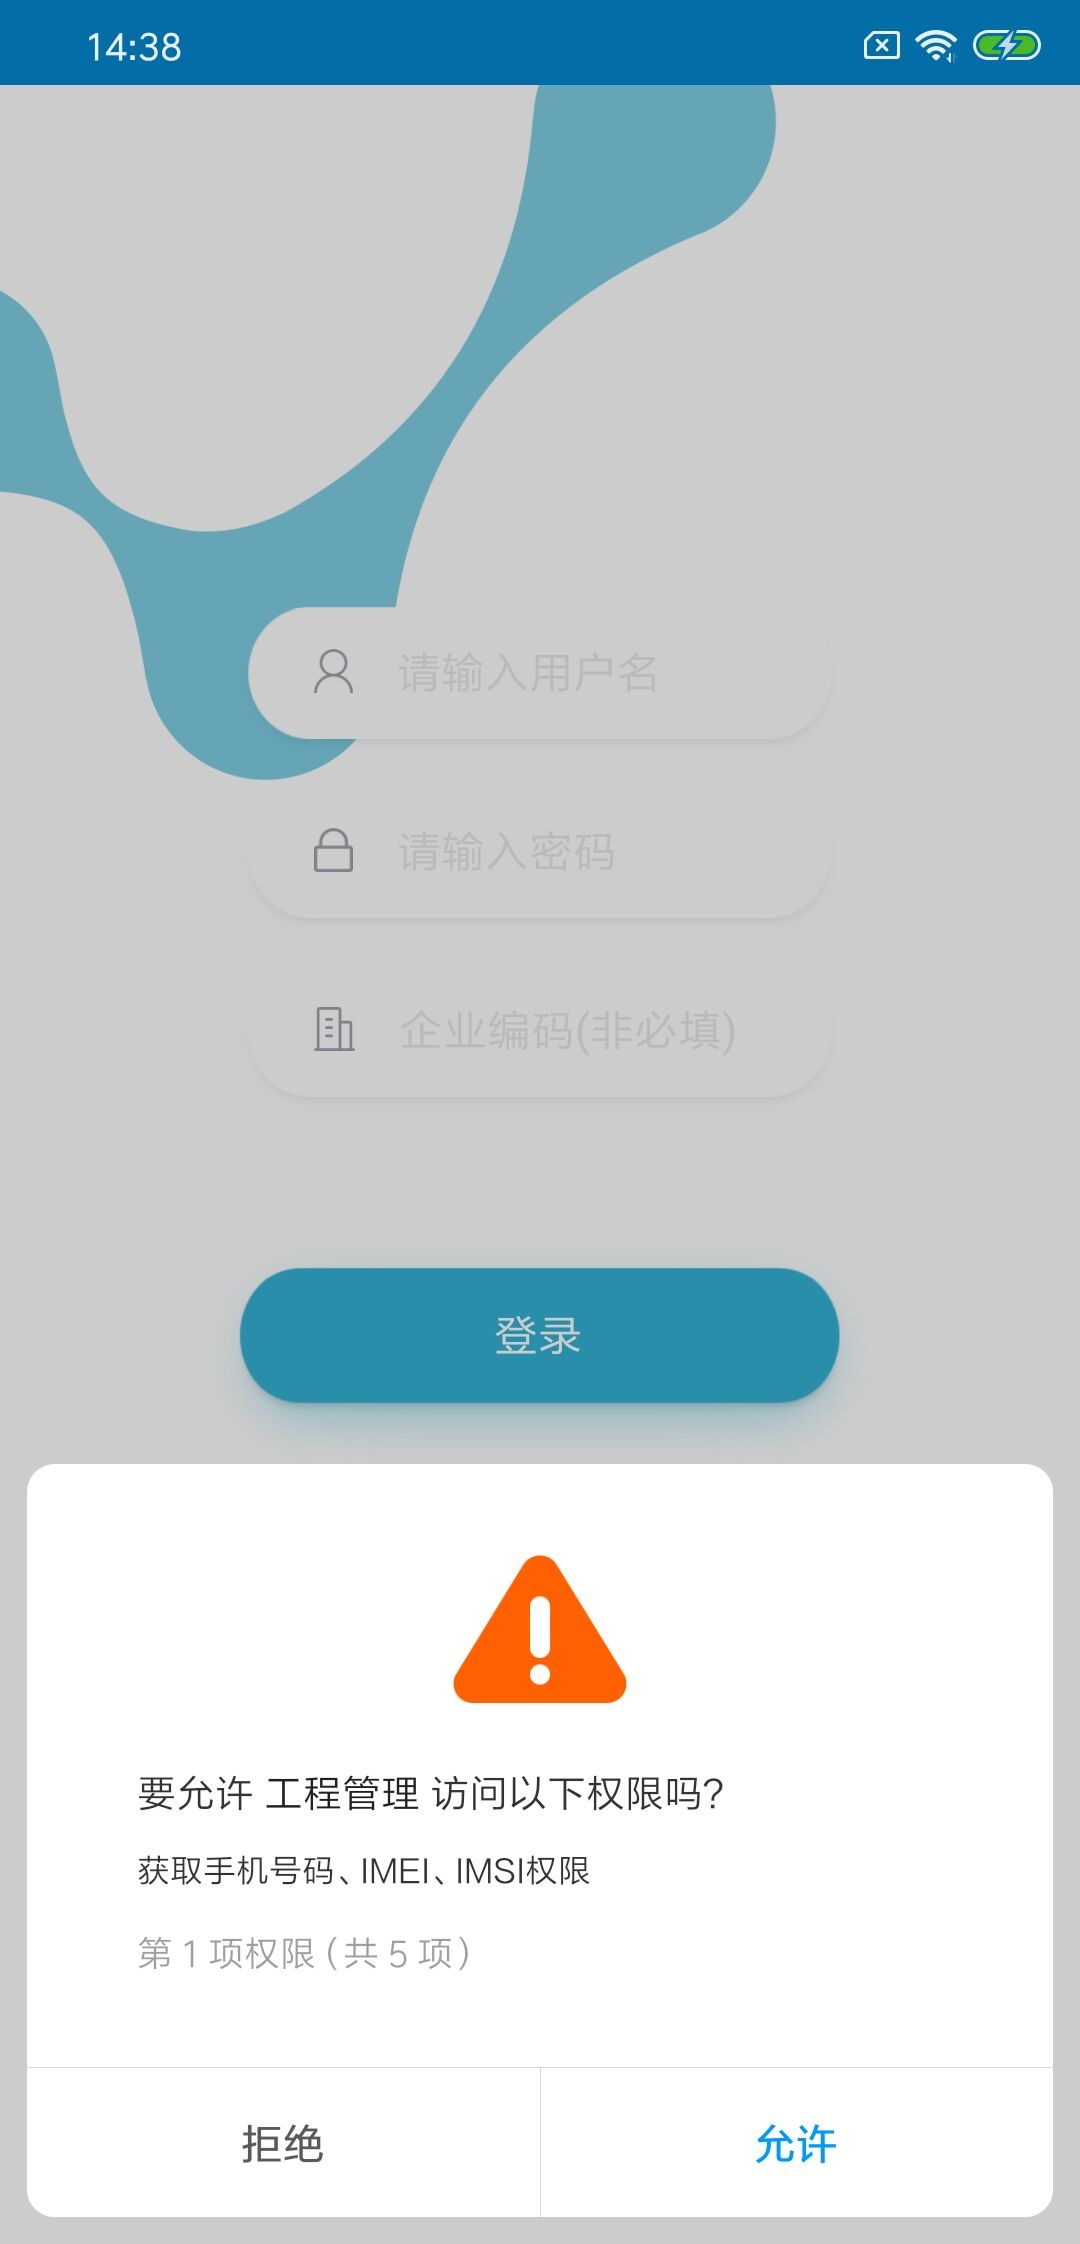 14:38
请输入用户名
请输入密码
企业编码(非必填)
登录
要允许 工程管理 访问以下权限吗?
获取手机号码、IMEI、IMSI权限
第 1 项权限 (共 5 项)
拒绝
允许